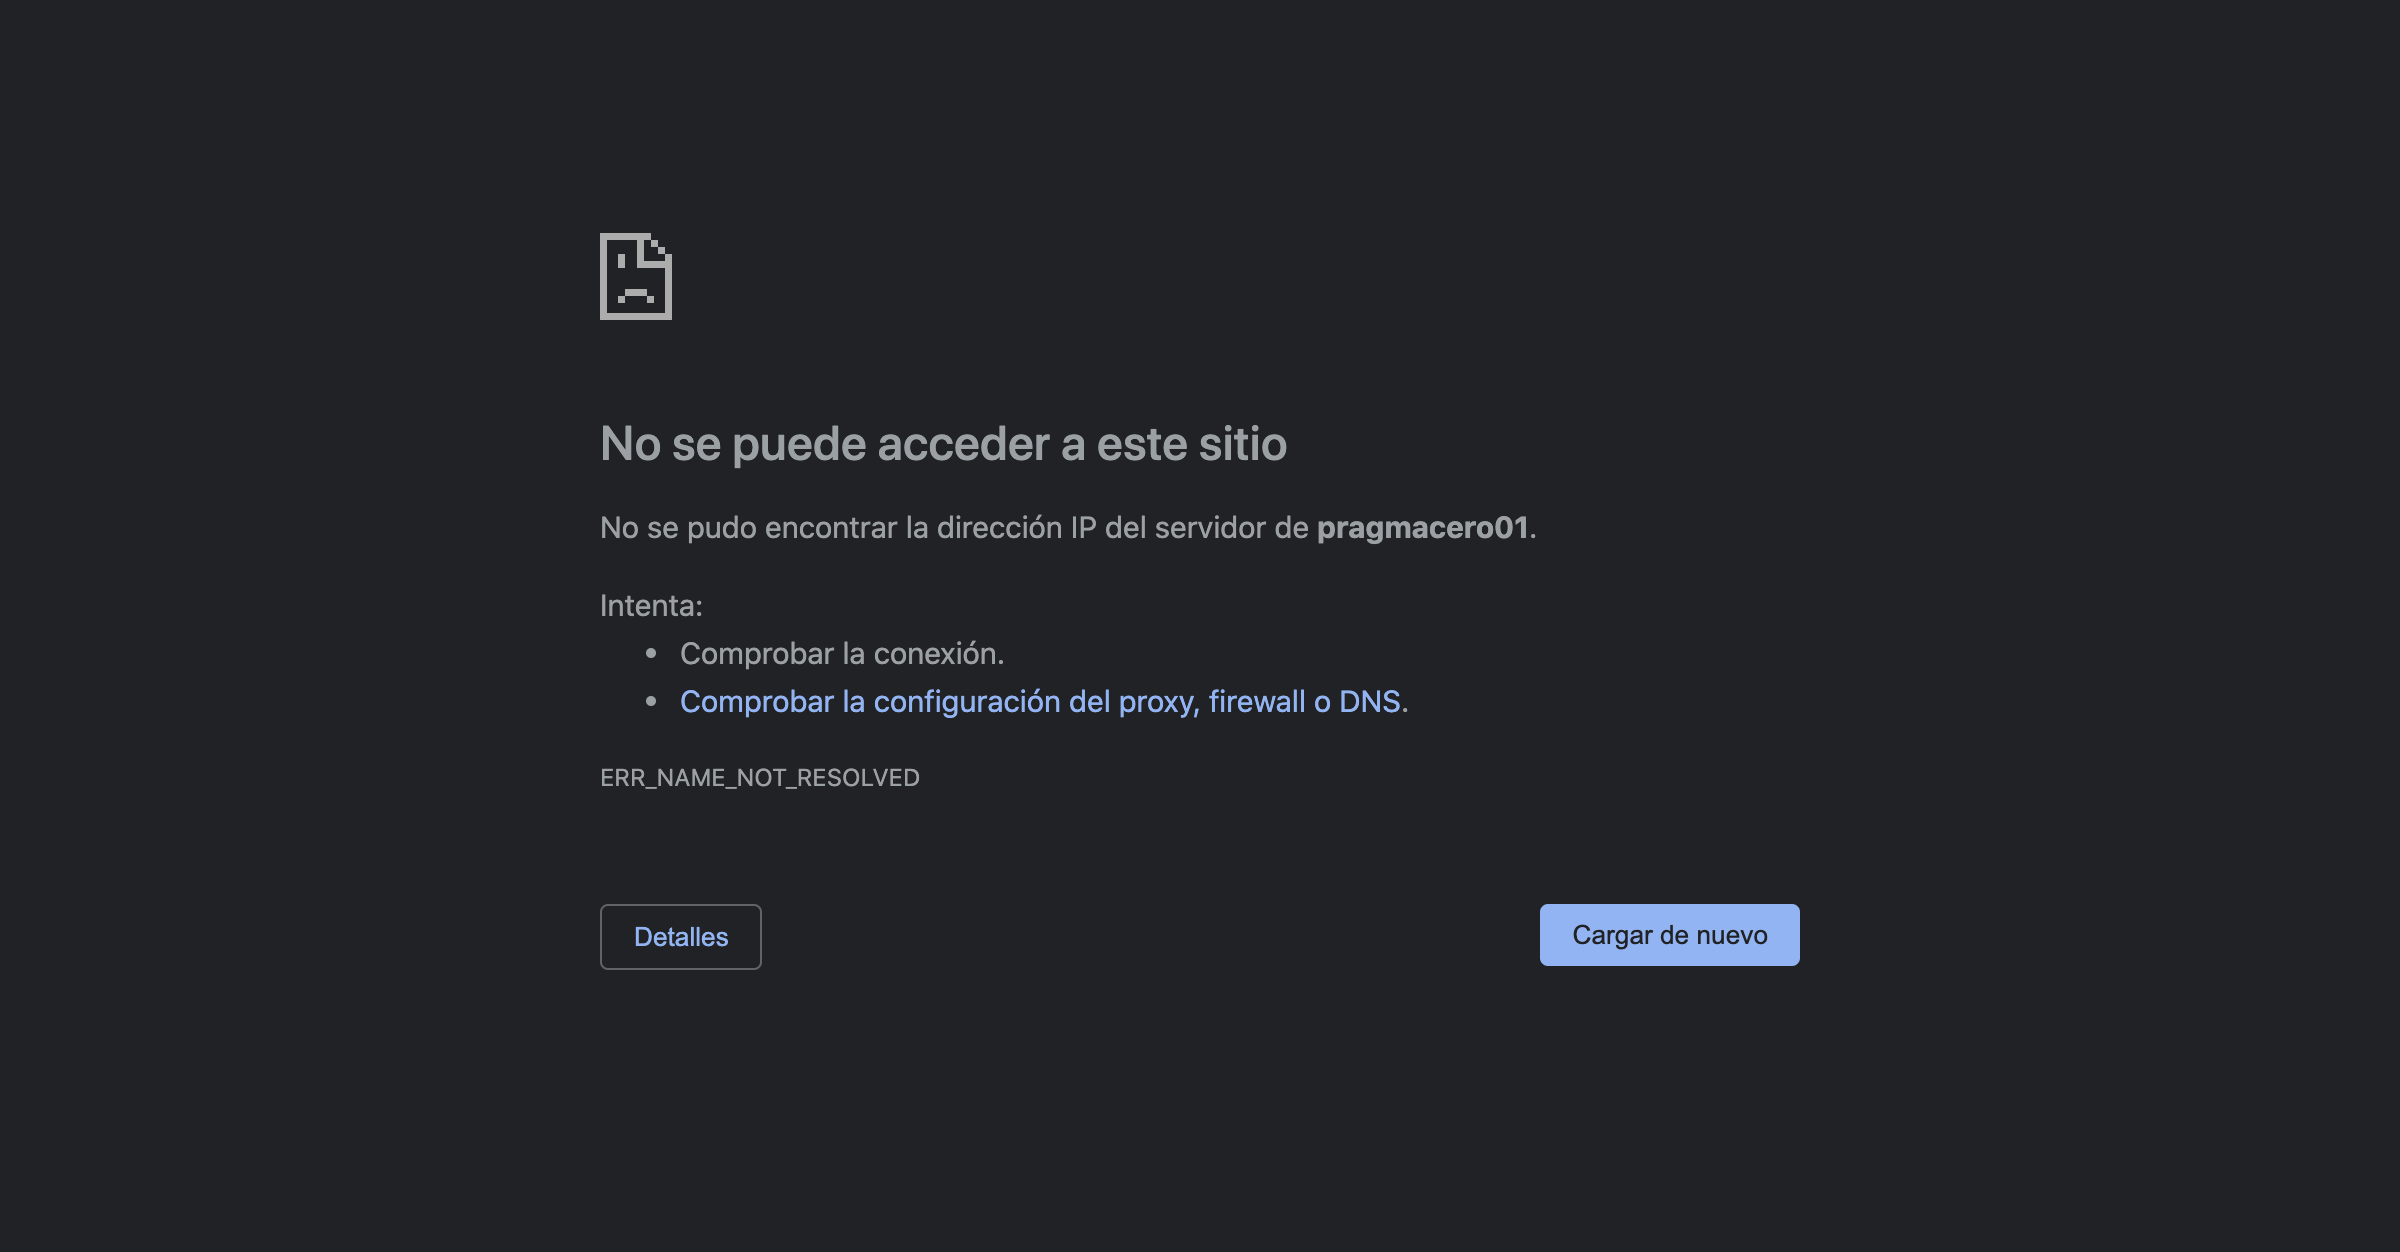 No se puede acceder a este sitio
No se pudo encontrar la dirección IP del servidor de pragmacero01.
Intenta:
• Comprobar la conexión.
• Comprobar la configuración del proxy, firewall o DNS.
ERR_NAME_NOT_RESOLVED
Detalles
Cargar de nuevo